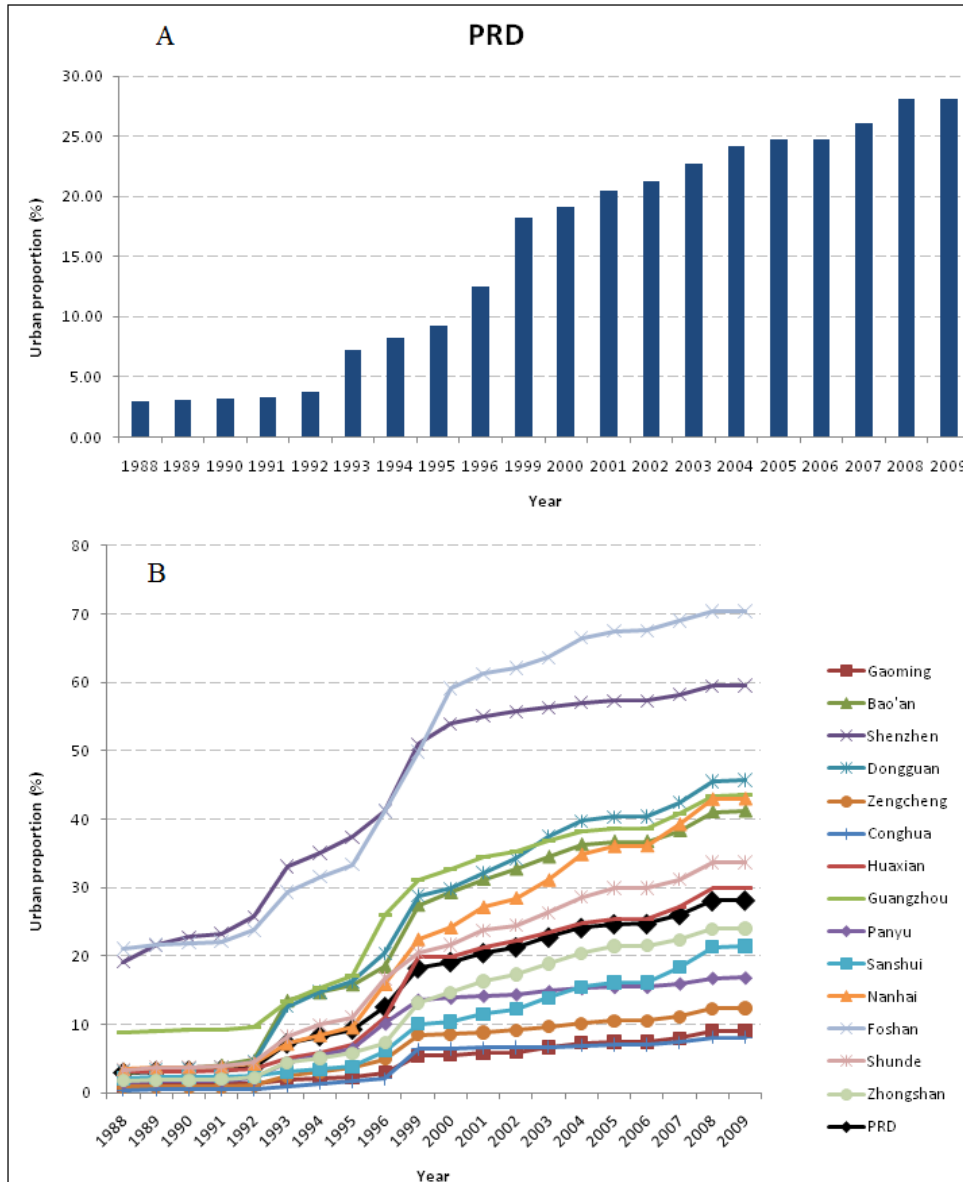 A
PRD
30.00
25.00
20.00
15.00
10.00
5.00
0.00
Urban proportion (%)
1988 1989 1990 1991 1992 1993 1994 1995 1996 1999 2000 2001 2002 2003 2004 2005 2006 2007 2008 2009
Year
B
80
70
60
50
40
30
20
10
0
Urban proportion (%)
1988 1989 1990 1991 1992 1993 1994 1995 1996 1999 2000 2001 2002 2003 2004 2005 2006 2007 2008 2009
Year
Gaoming
Bao'an
Shenzhen
Dongguan
Zengcheng
Conghua
Huaxian
Guangzhou
Panyu
Sanshui
Nanhai
Foshan
Shunde
Zhongshan
PRD